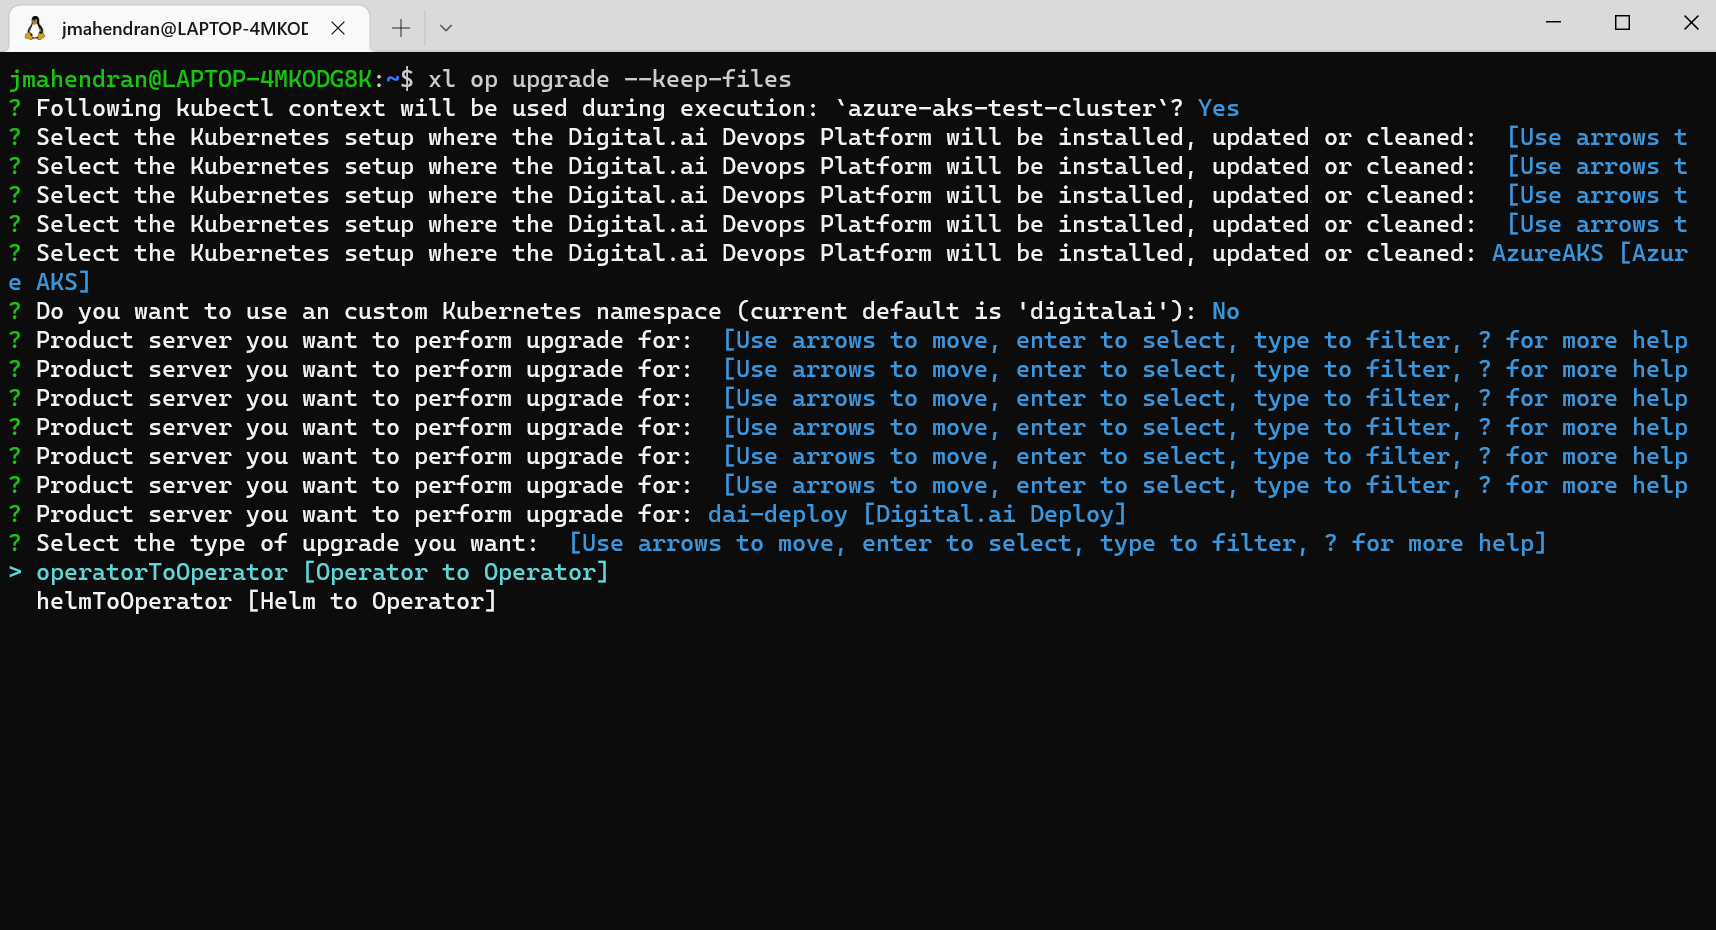 jmahendran@LAPTOP-4MKOD
jmahendran@LAPTOP-4MKODG8K:~$ xl op upgrade --keep-files
? Following kubectl context will be used during execution: `azure-aks-test-cluster`? Yes
? Select the Kubernetes setup where the Digital.ai Devops Platform will be installed, updated or cleaned:  [Use arrows t
? Select the Kubernetes setup where the Digital.ai Devops Platform will be installed, updated or cleaned:  [Use arrows t
? Select the Kubernetes setup where the Digital.ai Devops Platform will be installed, updated or cleaned:  [Use arrows t
? Select the Kubernetes setup where the Digital.ai Devops Platform will be installed, updated or cleaned:  [Use arrows t
? Select the Kubernetes setup where the Digital.ai Devops Platform will be installed, updated or cleaned: AzureAKS [Azur
e AKS]
? Do you want to use an custom Kubernetes namespace (current default is 'digitalai'): No
? Product server you want to perform upgrade for:  [Use arrows to move, enter to select, type to filter, ? for more help
? Product server you want to perform upgrade for:  [Use arrows to move, enter to select, type to filter, ? for more help
? Product server you want to perform upgrade for:  [Use arrows to move, enter to select, type to filter, ? for more help
? Product server you want to perform upgrade for:  [Use arrows to move, enter to select, type to filter, ? for more help
? Product server you want to perform upgrade for:  [Use arrows to move, enter to select, type to filter, ? for more help
? Product server you want to perform upgrade for:  [Use arrows to move, enter to select, type to filter, ? for more help
? Product server you want to perform upgrade for: dai-deploy [Digital.ai Deploy]
? Select the type of upgrade you want:  [Use arrows to move, enter to select, type to filter, ? for more help]
> operatorToOperator [Operator to Operator]
  helmToOperator [Helm to Operator]